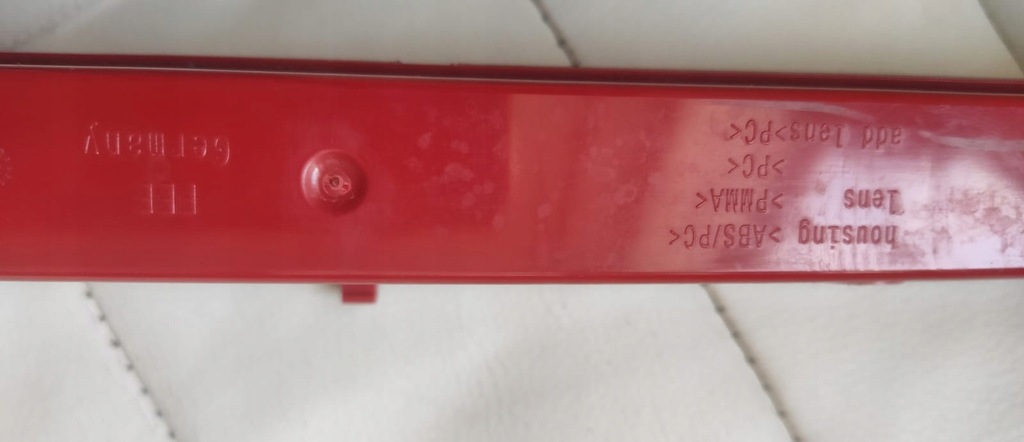 housing >ABS/PC<
lens >PMMA<
>PC<
add lens>PC<
Germany